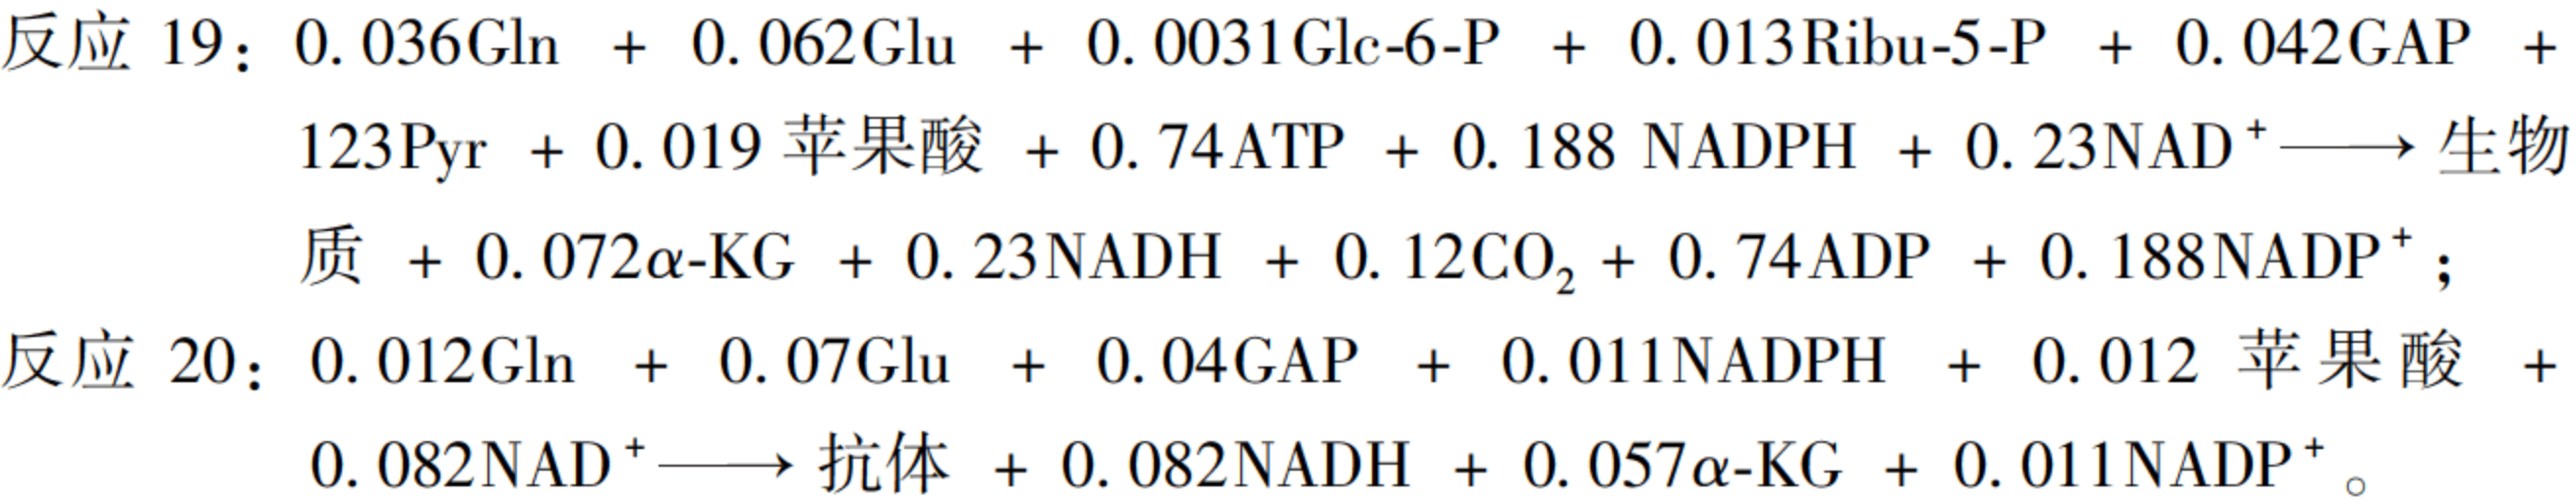 反应 19：0.036Gln + 0.062Glu + 0.0031Glc-6-P + 0.013Ribu-5-P + 0.042GAP +
123Pyr + 0.019 苹果酸 + 0.74ATP + 0.188 NADPH + 0.23NAD⁺⟶生物
质 + 0.072α-KG + 0.23NADH + 0.12CO₂ + 0.74ADP + 0.188NADP⁺；
反应 20：0.012Gln + 0.07Glu + 0.04GAP + 0.011NADPH + 0.012 苹果酸 +
0.082NAD⁺⟶抗体 + 0.082NADH + 0.057α-KG + 0.011NADP⁺。